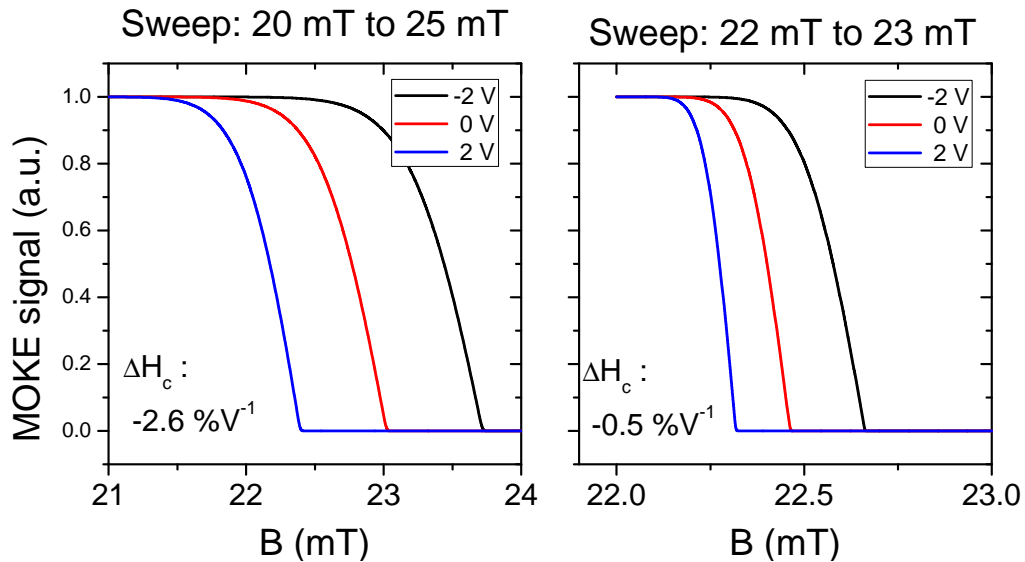 Sweep: 20 mT to 25 mT
-2 V
0 V
2 V
1.0
0.8
0.6
0.4
0.2
0.0
MOKE signal (a.u.)
ΔH_c :
-2.6 %V⁻¹
21
22
23
24
B (mT)
Sweep: 22 mT to 23 mT
-2 V
0 V
2 V
ΔH_c :
-0.5 %V⁻¹
22.0
22.5
23.0
B (mT)